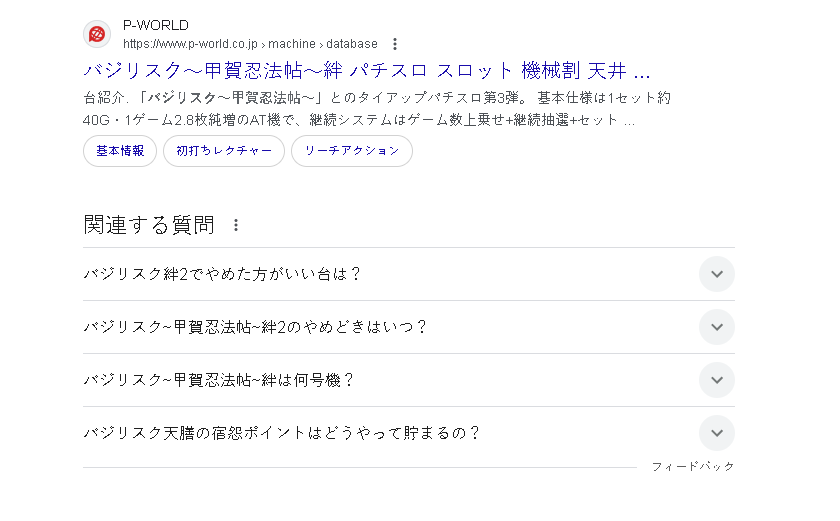 P-WORLD
https://www.p-world.co.jp › machine › database
バジリスク～甲賀忍法帖～絆 パチスロ スロット 機械割 天井 ...
台紹介. 「バジリスク～甲賀忍法帖～」とのタイアップパチスロ第3弾。 基本仕様は1セット約
40G・1ゲーム2.8枚純増のAT機で、継続システムはゲーム数上乗せ+継続抽選+セット ...
基本情報 初打ちレクチャー リーチアクション
関連する質問
バジリスク絆2でやめた方がいい台は？
バジリスク~甲賀忍法帖~絆2のやめどきはいつ？
バジリスク~甲賀忍法帖~絆は何号機？
バジリスク天膳の宿怨ポイントはどうやって貯まるの？
フィードバック